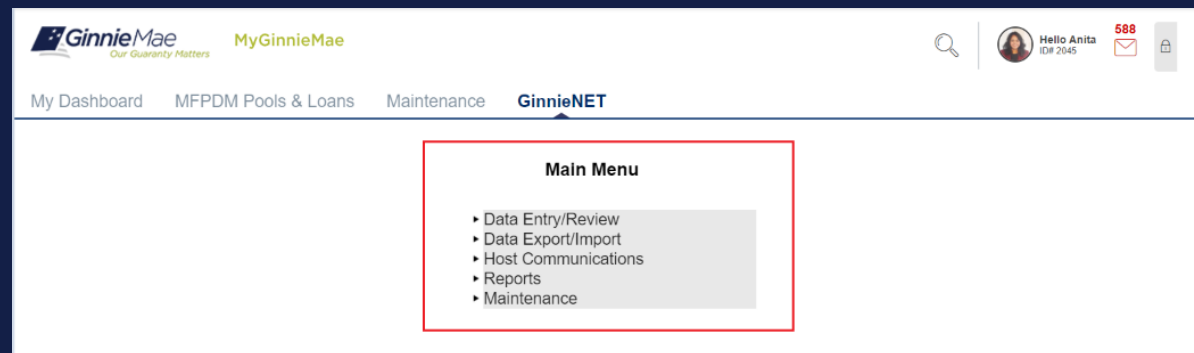 GinnieMae
Our Guaranty Matters
MyGinnieMae
Hello Anita
ID# 2045
588
My Dashboard MFPDM Pools & Loans Maintenance GinnieNET
Main Menu
Data Entry/Review
Data Export/Import
Host Communications
Reports
Maintenance